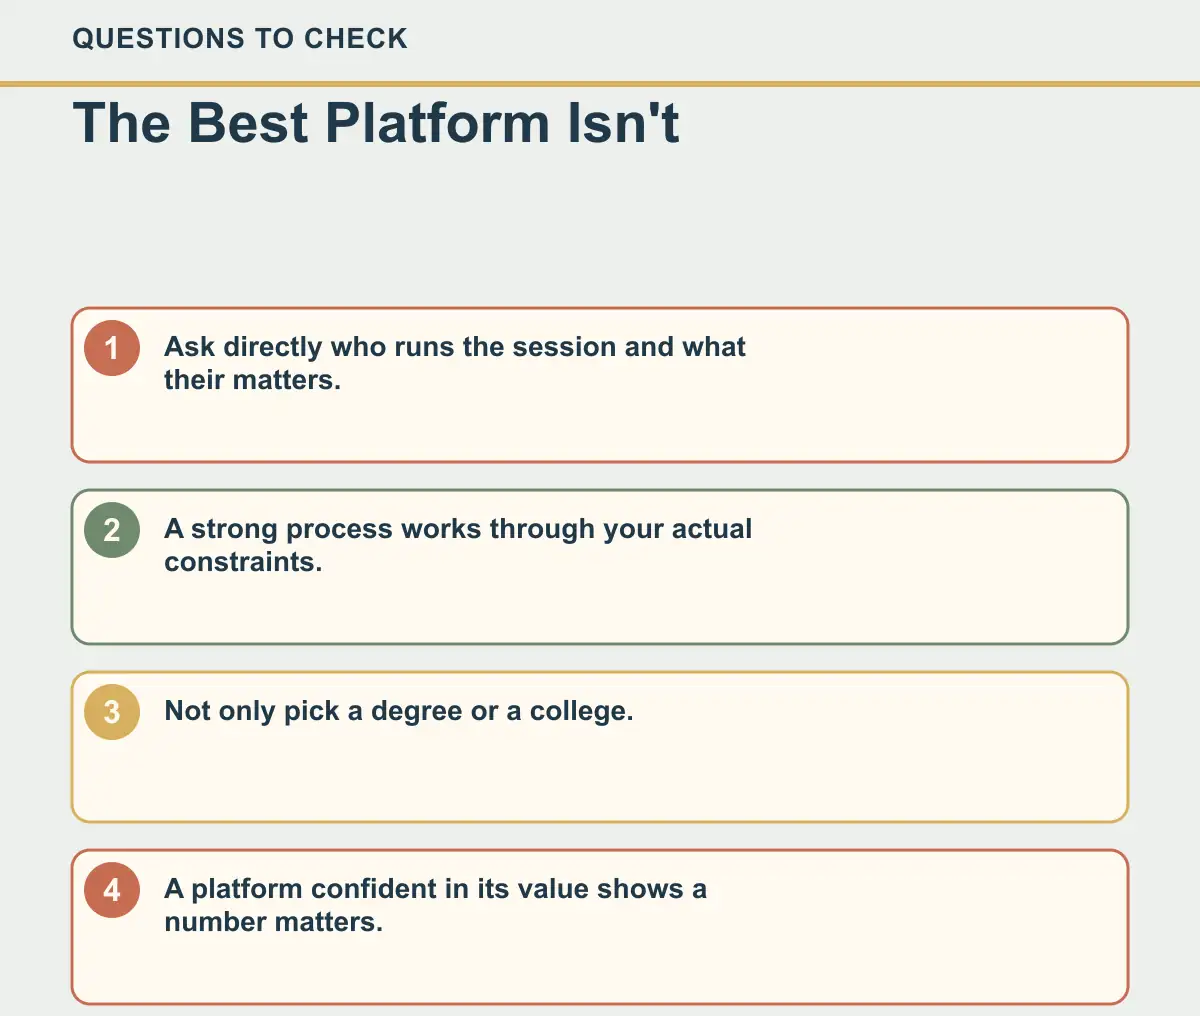 QUESTIONS TO CHECK
The Best Platform Isn't
1
Ask directly who runs the session and what
their matters.
2
A strong process works through your actual
constraints.
3
Not only pick a degree or a college.
4
A platform confident in its value shows a
number matters.